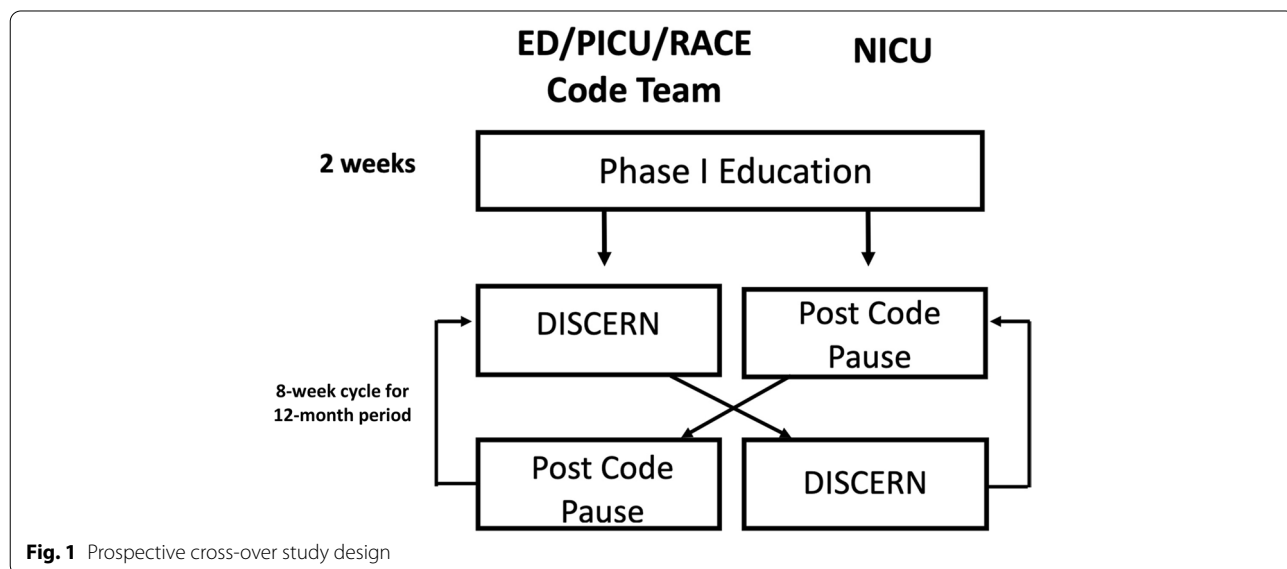 ED/PICU/RACE
Code Team
NICU
2 weeks
Phase I Education
DISCERN
Post Code
Pause
8-week cycle for
12-month period
Post Code
Pause
DISCERN
Fig. 1 Prospective cross-over study design